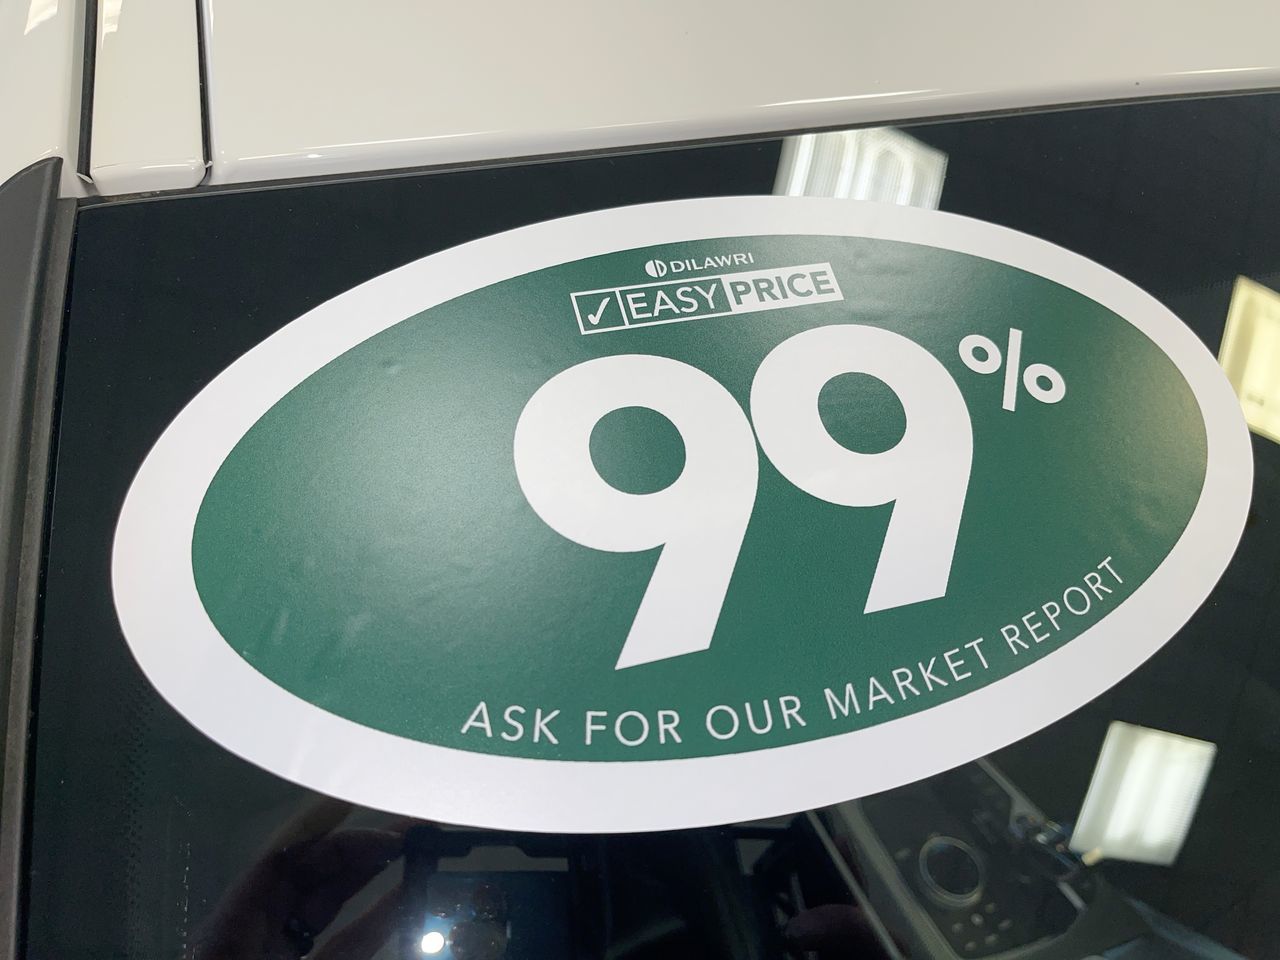 DILAWRI
✓ EASY PRICE
99%
ASK FOR OUR MARKET REPORT